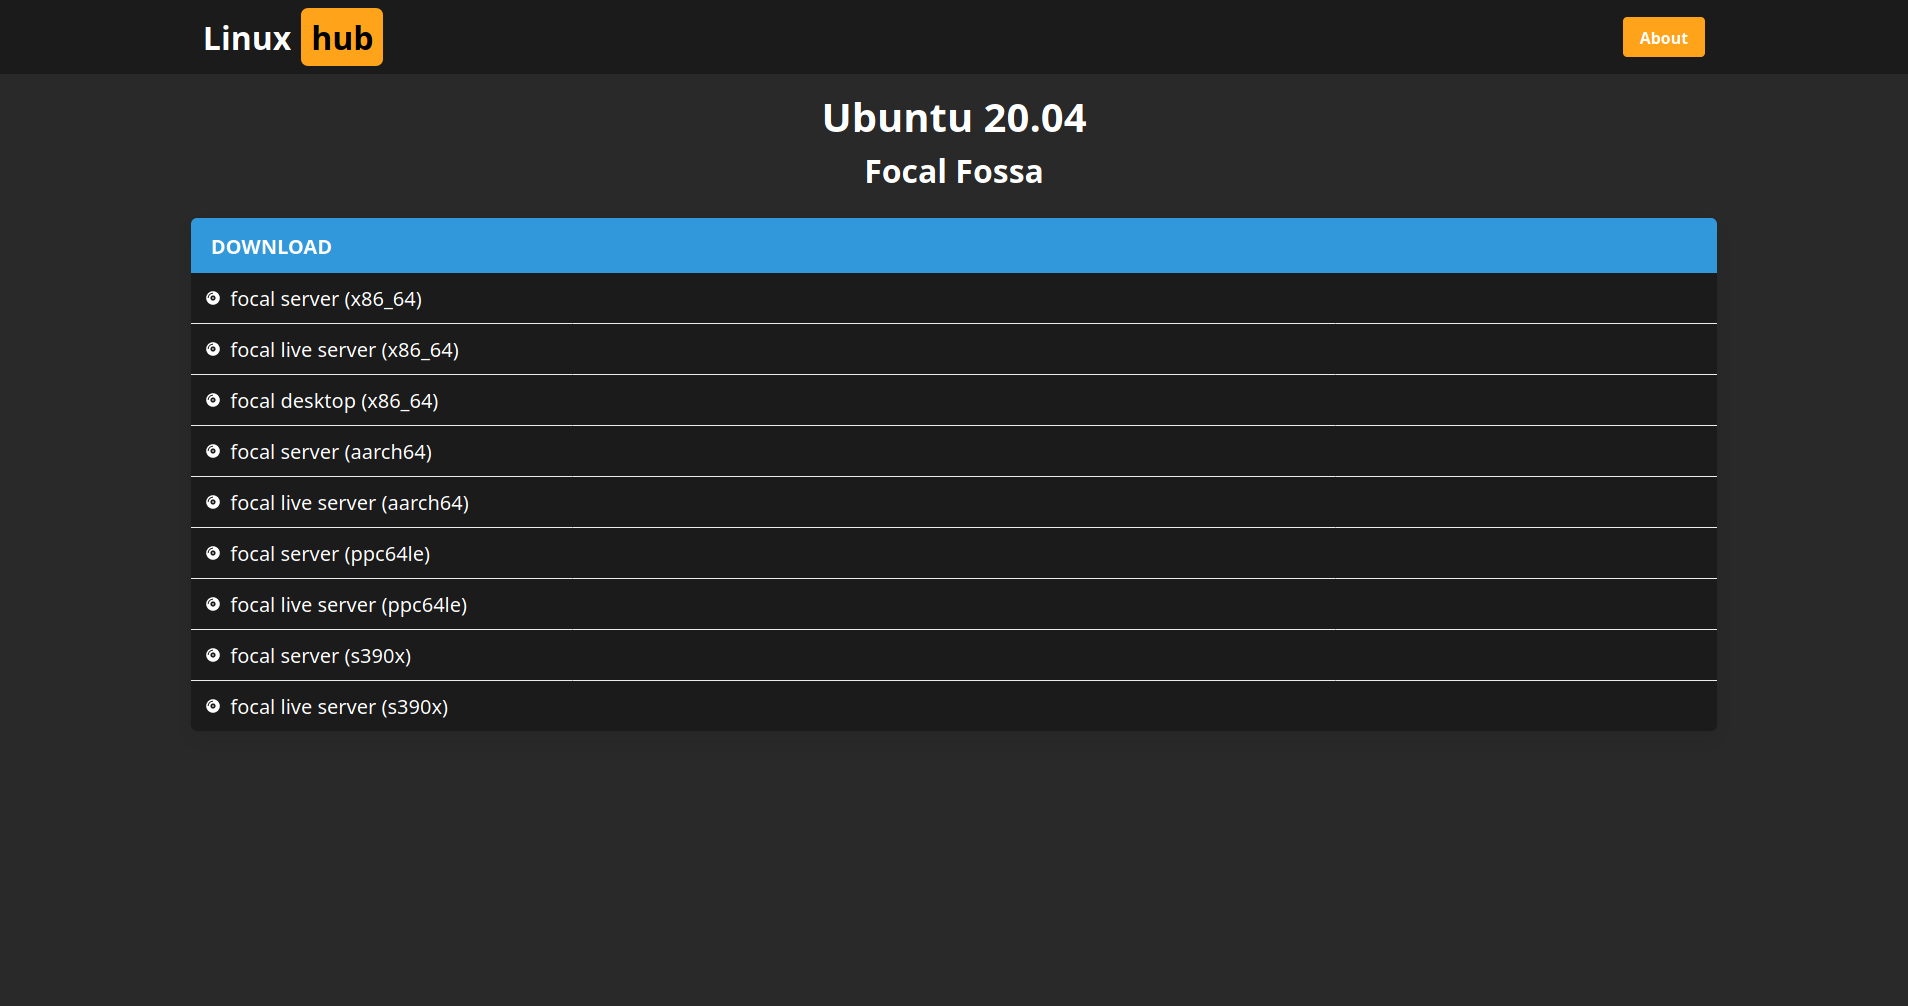 Linux hub
About
Ubuntu 20.04
Focal Fossa
DOWNLOAD
focal server (x86_64)
focal live server (x86_64)
focal desktop (x86_64)
focal server (aarch64)
focal live server (aarch64)
focal server (ppc64le)
focal live server (ppc64le)
focal server (s390x)
focal live server (s390x)